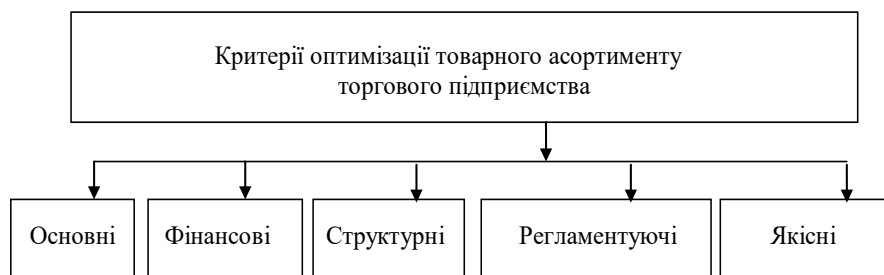 Критерії оптимізації товарного асортименту
торгового підприємства
Основні Фінансові Структурні Регламентуючі Якісні